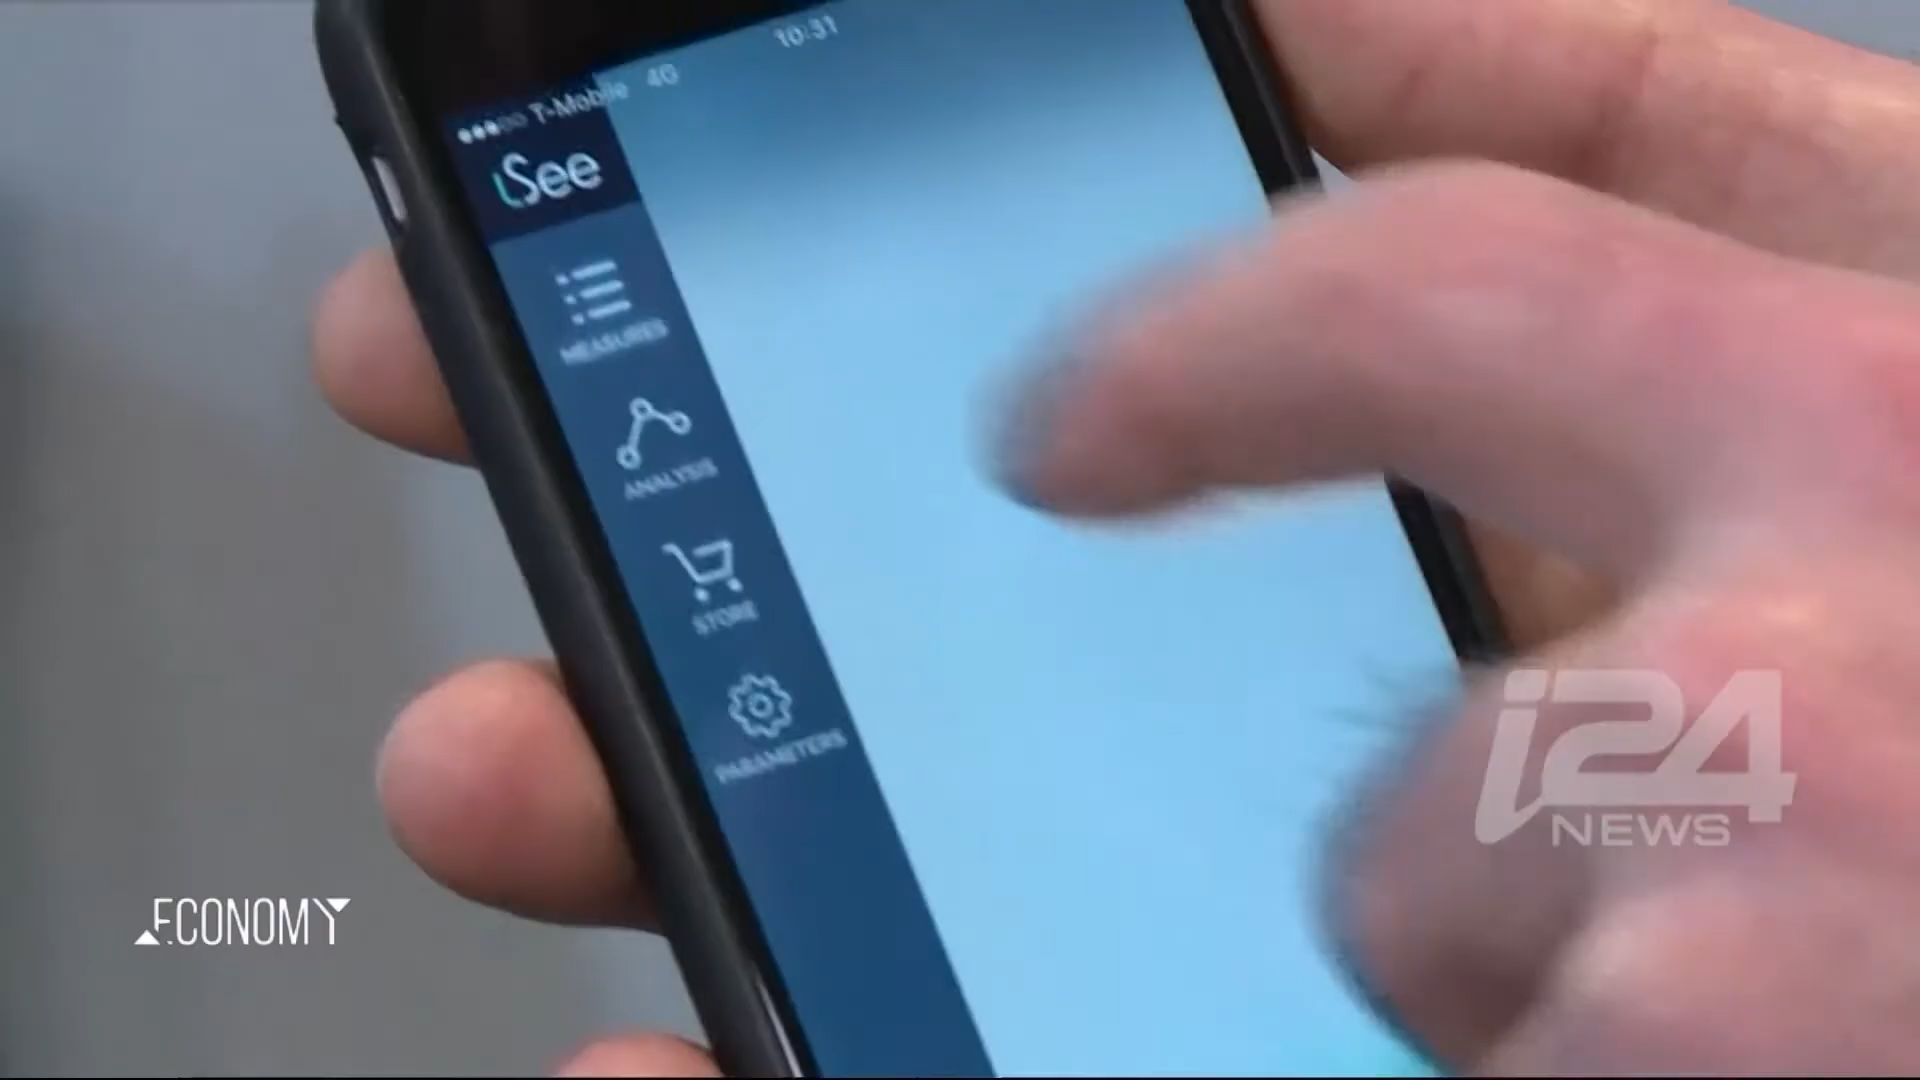 10:31
T-Mobile 4G
iSee
MEASURES
ANALYSIS
STORE
PARAMETERS
i24
NEWS
ECONOMY